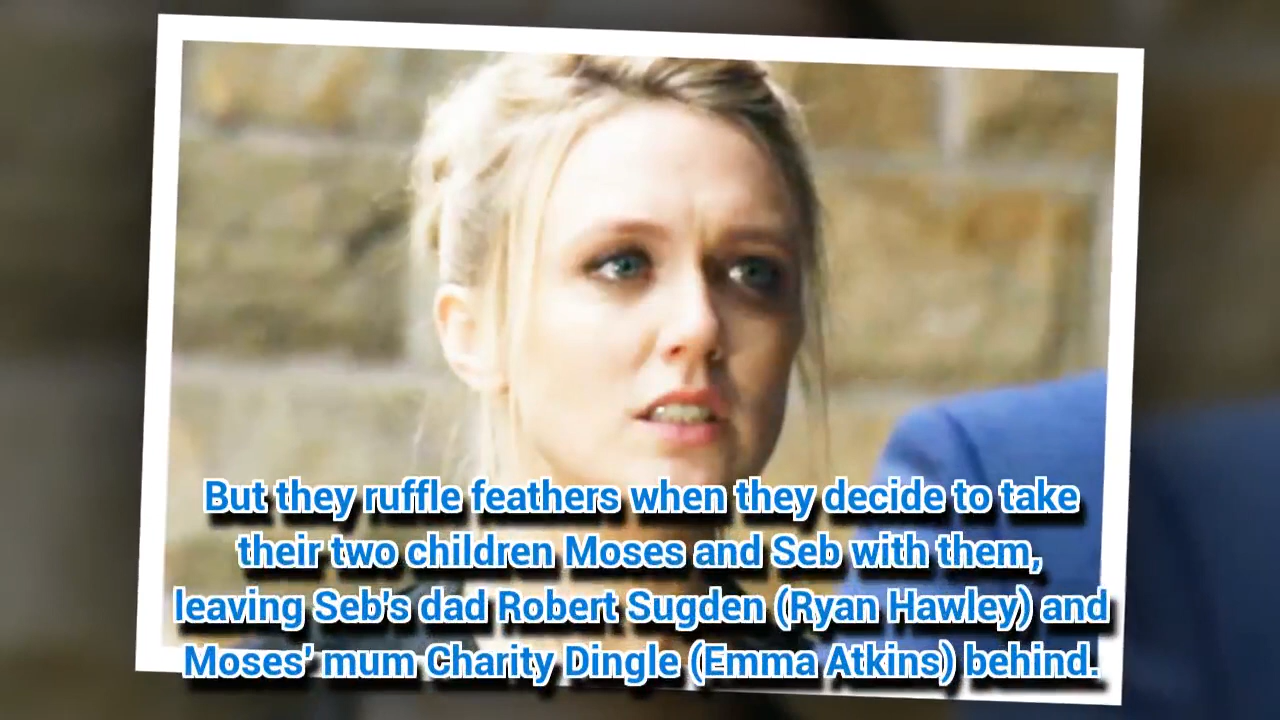 But they ruffle feathers when they decide to take
their two children Moses and Seb with them,
leaving Seb's dad Robert Sugden (Ryan Hawley) and
Moses' mum Charity Dingle (Emma Atkins) behind.